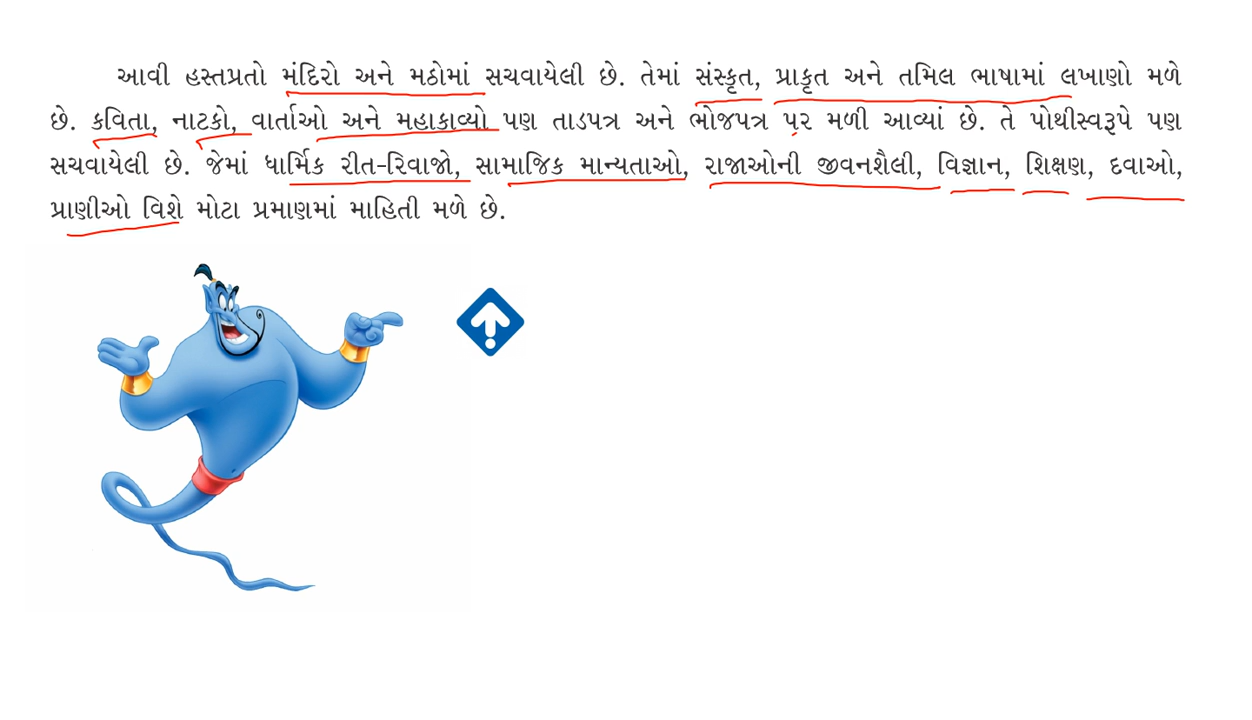 આવી હસ્તપ્રતો મંદિરો અને મઠોમાં સચવાયેલી છે. તેમાં સંસ્કૃત, પ્રાકૃત અને તમિલ ભાષામાં લખાણો મળે
છે. કવિતા, નાટકો, વાર્તાઓ અને મહાકાવ્યો પણ તાડપત્ર અને ભોજપત્ર પર મળી આવ્યાં છે. તે પોથીસ્વરૂપે પણ
સચવાયેલી છે. જેમાં ધાર્મિક રીત-રિવાજો, સામાજિક માન્યતાઓ, રાજાઓની જીવનશૈલી, વિજ્ઞાન, શિક્ષણ, દવાઓ,
પ્રાણીઓ વિશે મોટા પ્રમાણમાં માહિતી મળે છે.